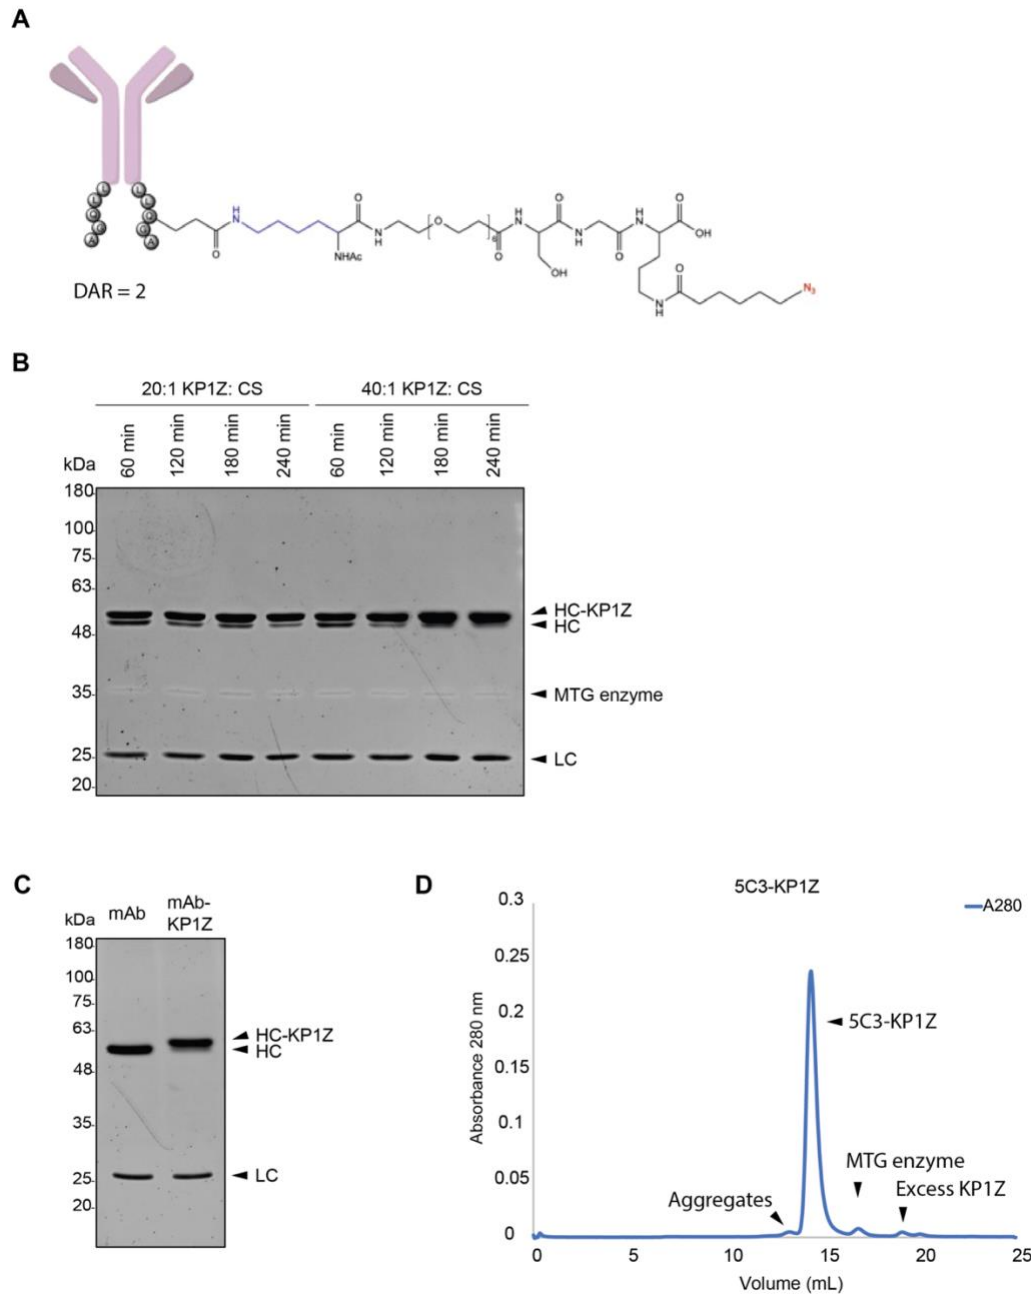 A
L L
L L
Q Q
G G
A A
H
N
O
O
NHAc
N
H
O
6
O
H
N
OH
O
N
H
O
H
N
O
OH
O
N
H
N₃
DAR = 2
B
20:1 KP1Z: CS 40:1 KP1Z: CS
60 min 120 min 180 min 240 min 60 min 120 min 180 min 240 min
kDa
180
100
75
63
48
35
25
20
HC-KP1Z
HC
MTG enzyme
LC
C
kDa mAb mAb-
KP1Z
180
100
75
63
48
35
25
20
HC-KP1Z
HC
LC
D
5C3-KP1Z
A280
Absorbance 280 nm
0.3
0.25
0.2
0.15
0.1
0.05
0
5C3-KP1Z
MTG enzyme
Excess KP1Z
Aggregates
0 5 10 15 20 25
Volume (mL)